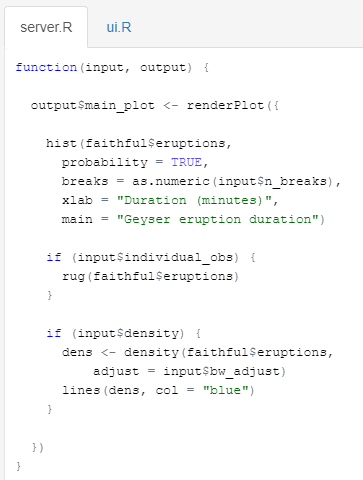 server.R ui.R
function(input, output) {
output$main_plot <- renderPlot({
hist(faithful$eruptions,
probability = TRUE,
breaks = as.numeric(input$n_breaks),
xlab = "Duration (minutes)",
main = "Geyser eruption duration")
if (input$individual_obs) {
rug(faithful$eruptions)
}
if (input$density) {
dens <- density(faithful$eruptions,
adjust = input$bw_adjust)
lines(dens, col = "blue")
}
})
}